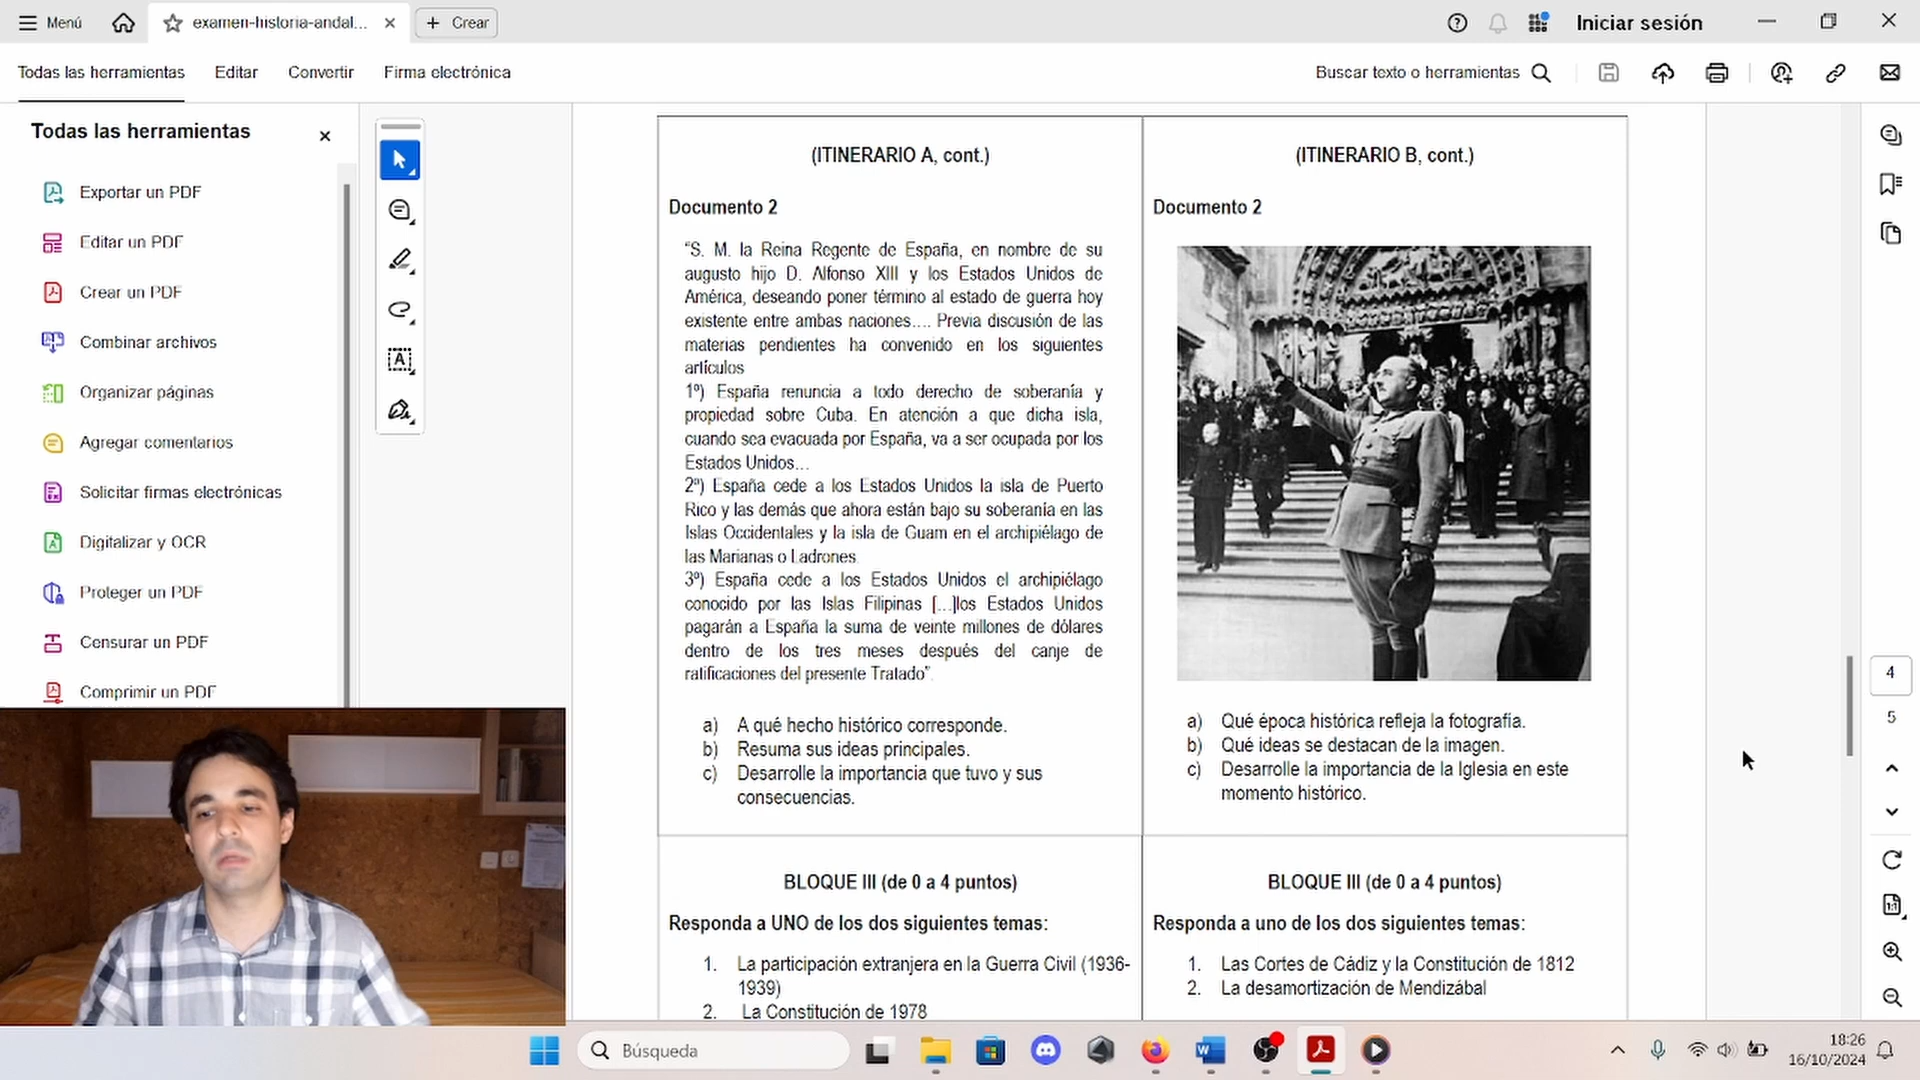 Menú
examen-historia-andal...
Crear
Iniciar sesión
Todas las herramientas
Editar
Convertir
Firma electrónica
Buscar texto o herramientas
Todas las herramientas
Exportar un PDF
Editar un PDF
Crear un PDF
Combinar archivos
Organizar páginas
Agregar comentarios
Solicitar firmas electrónicas
Digitalizar y OCR
Proteger un PDF
Censurar un PDF
Comprimir un PDF
(ITINERARIO A, cont.)
Documento 2
"S. M. la Reina Regente de España, en nombre de su
augusto hijo D. Alfonso XIII y los Estados Unidos de
América, deseando poner término al estado de guerra hoy
existente entre ambas naciones.... Previa discusión de las
materias pendientes ha convenido en los siguientes
artículos
1º) España renuncia a todo derecho de soberanía y
propiedad sobre Cuba. En atención a que dicha isla,
cuando sea evacuada por España, va a ser ocupada por los
Estados Unidos...
2º) España cede a los Estados Unidos la isla de Puerto
Rico y las demás que ahora están bajo su soberanía en las
Islas Occidentales y la isla de Guam en el archipiélago de
las Marianas o Ladrones.
3º) España cede a los Estados Unidos el archipiélago
conocido por las Islas Filipinas [...]los Estados Unidos
pagarán a España la suma de veinte millones de dólares
dentro de los tres meses después del canje de
ratificaciones del presente Tratado".
a) A qué hecho histórico corresponde.
b) Resuma sus ideas principales.
c) Desarrolle la importancia que tuvo y sus
consecuencias.
(ITINERARIO B, cont.)
Documento 2
a) Qué época histórica refleja la fotografía.
b) Qué ideas se destacan de la imagen.
c) Desarrolle la importancia de la Iglesia en este
momento histórico.
BLOQUE III (de 0 a 4 puntos)
Responda a UNO de los dos siguientes temas:
1. La participación extranjera en la Guerra Civil (1936-
1939)
2. La Constitución de 1978
BLOQUE III (de 0 a 4 puntos)
Responda a uno de los dos siguientes temas:
1. Las Cortes de Cádiz y la Constitución de 1812
2. La desamortización de Mendizábal
4
5
Búsqueda
18:26
16/10/2024